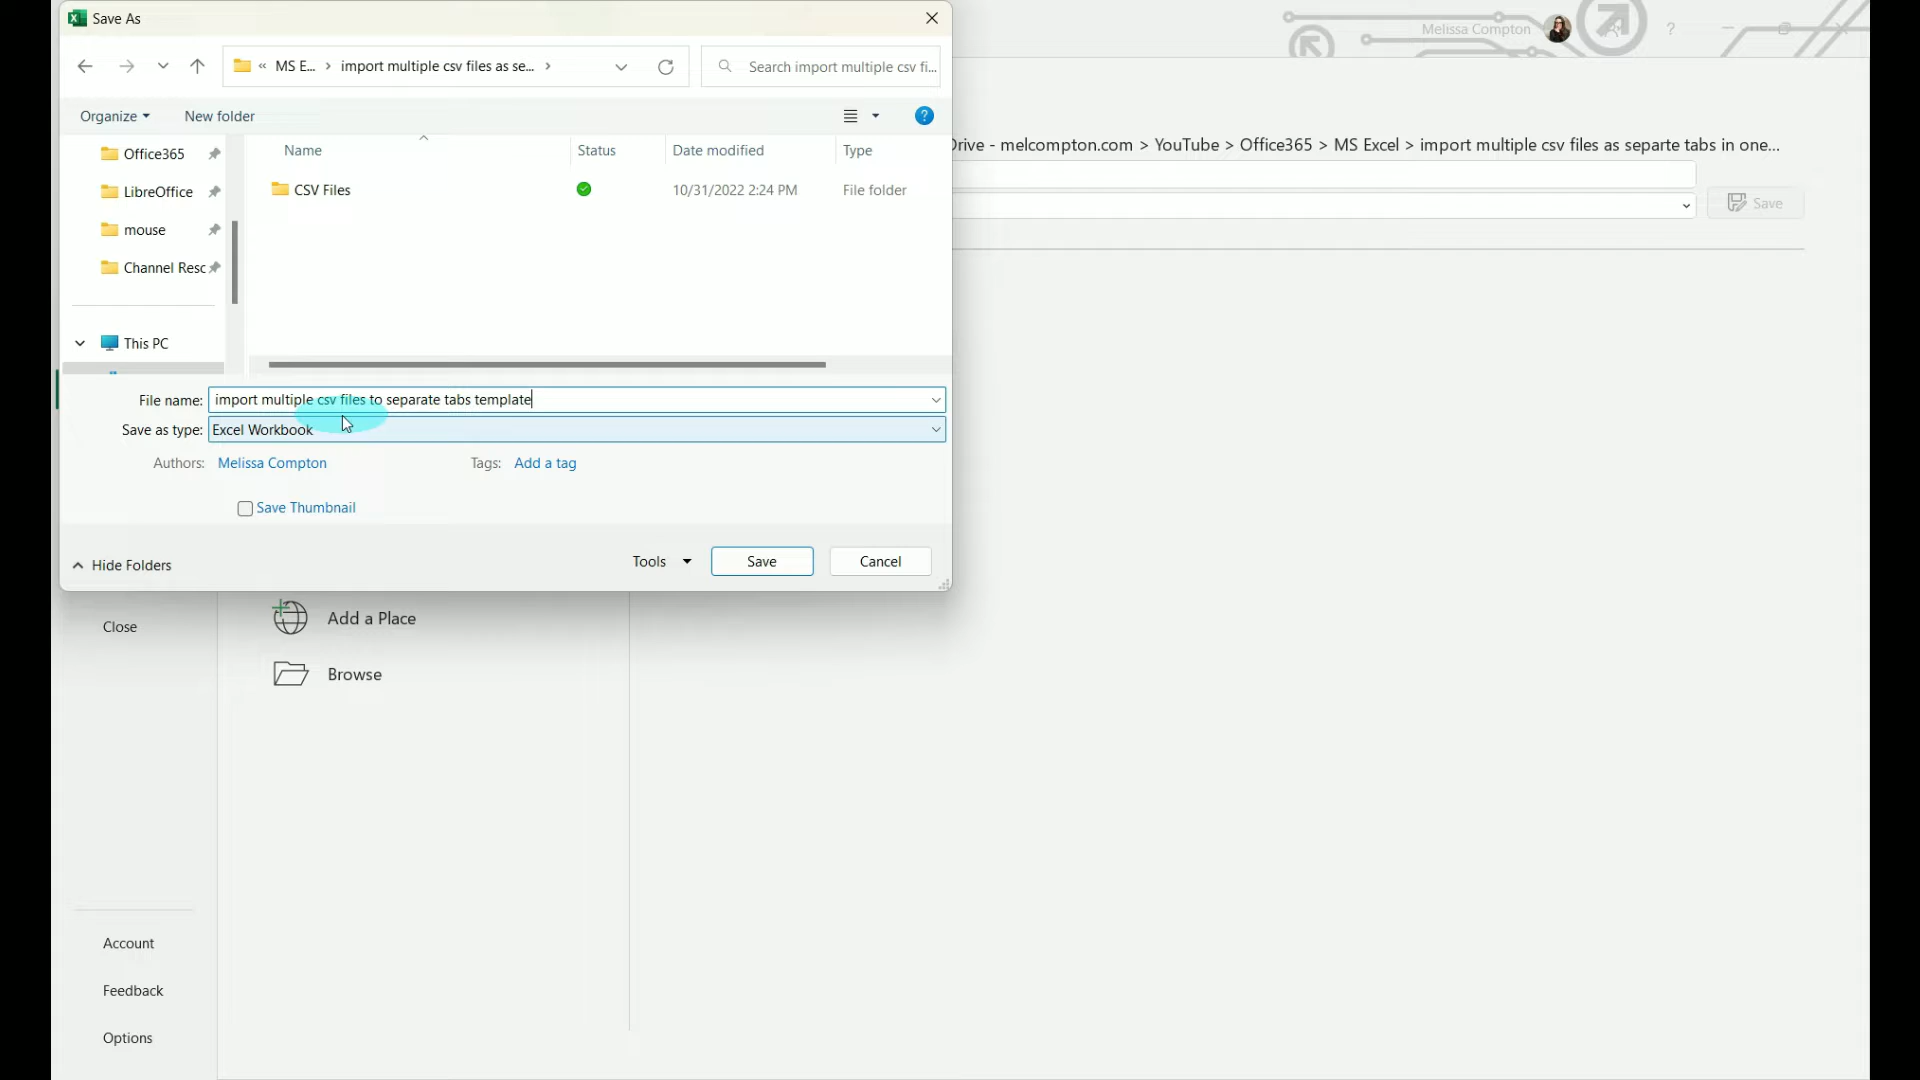 Save As
Melissa Compton
?
« MS E... > import multiple csv files as se... >
Search import multiple csv fi...
Organize
New folder
?
Drive - melcompton.com > YouTube > Office365 > MS Excel > import multiple csv files as separte tabs in one...
Office365
LibreOffice
mouse
Channel Resc
This PC
Name
Status
Date modified
Type
CSV Files
10/31/2022 2:24 PM
File folder
Save
File name: import multiple csv files to separate tabs template
Save as type: Excel Workbook
Authors: Melissa Compton
Tags: Add a tag
Save Thumbnail
Hide Folders
Tools
Save
Cancel
Add a Place
Close
Browse
Account
Feedback
Options